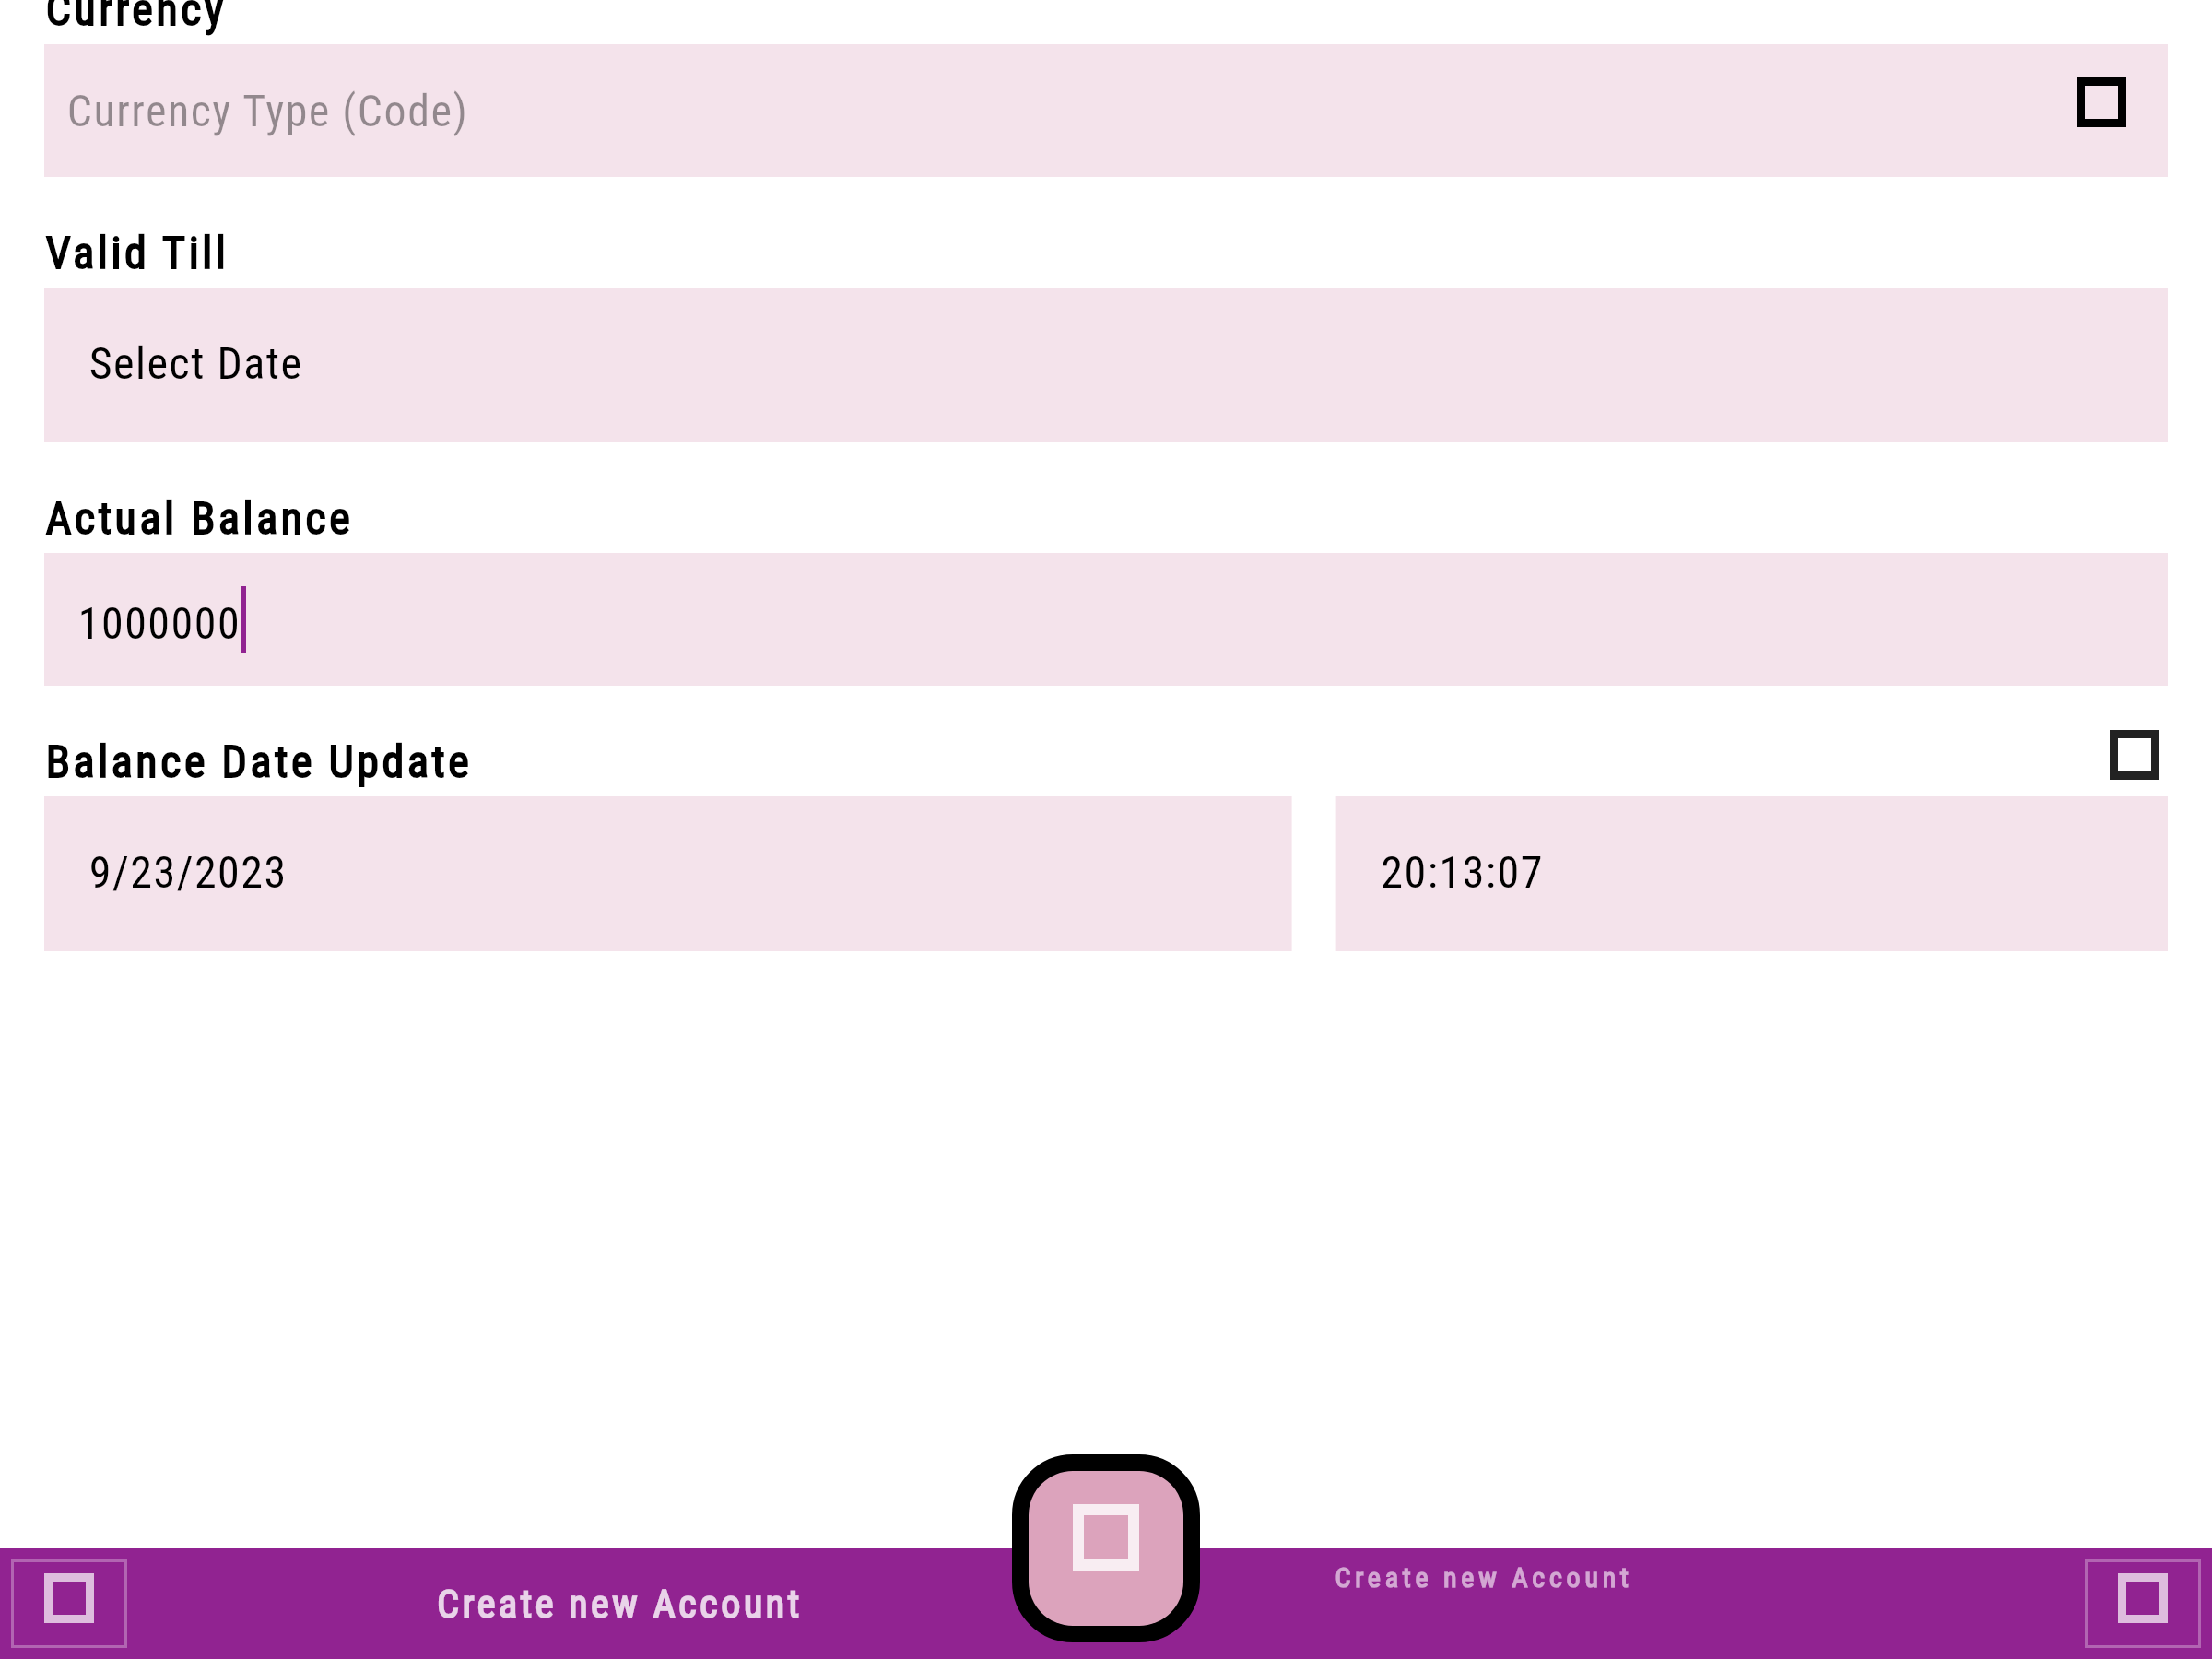 Currency
Currency Type (Code)
Valid Till
Select Date
Actual Balance
1000000
Balance Date Update
9/23/2023
20:13:07
Create new Account
Create new Account